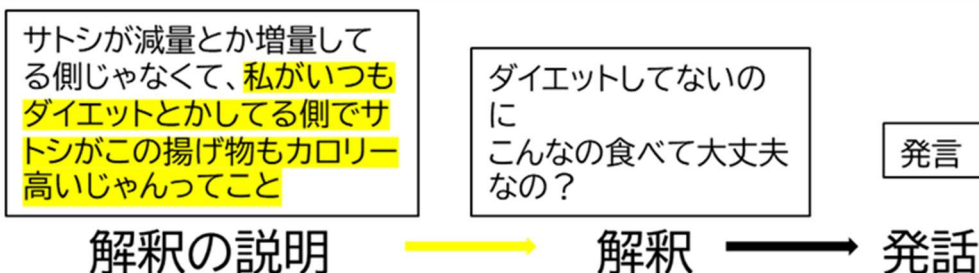 サトシが減量とか増量して
る側じゃなくて、私がいつも
ダイエットとかしてる側でサ
トシがこの揚げ物もカロリー
高いじゃんってこと
ダイエットしてないの
に
こんなの食べて大丈夫
なの？
発言
解釈の説明
解釈
発話